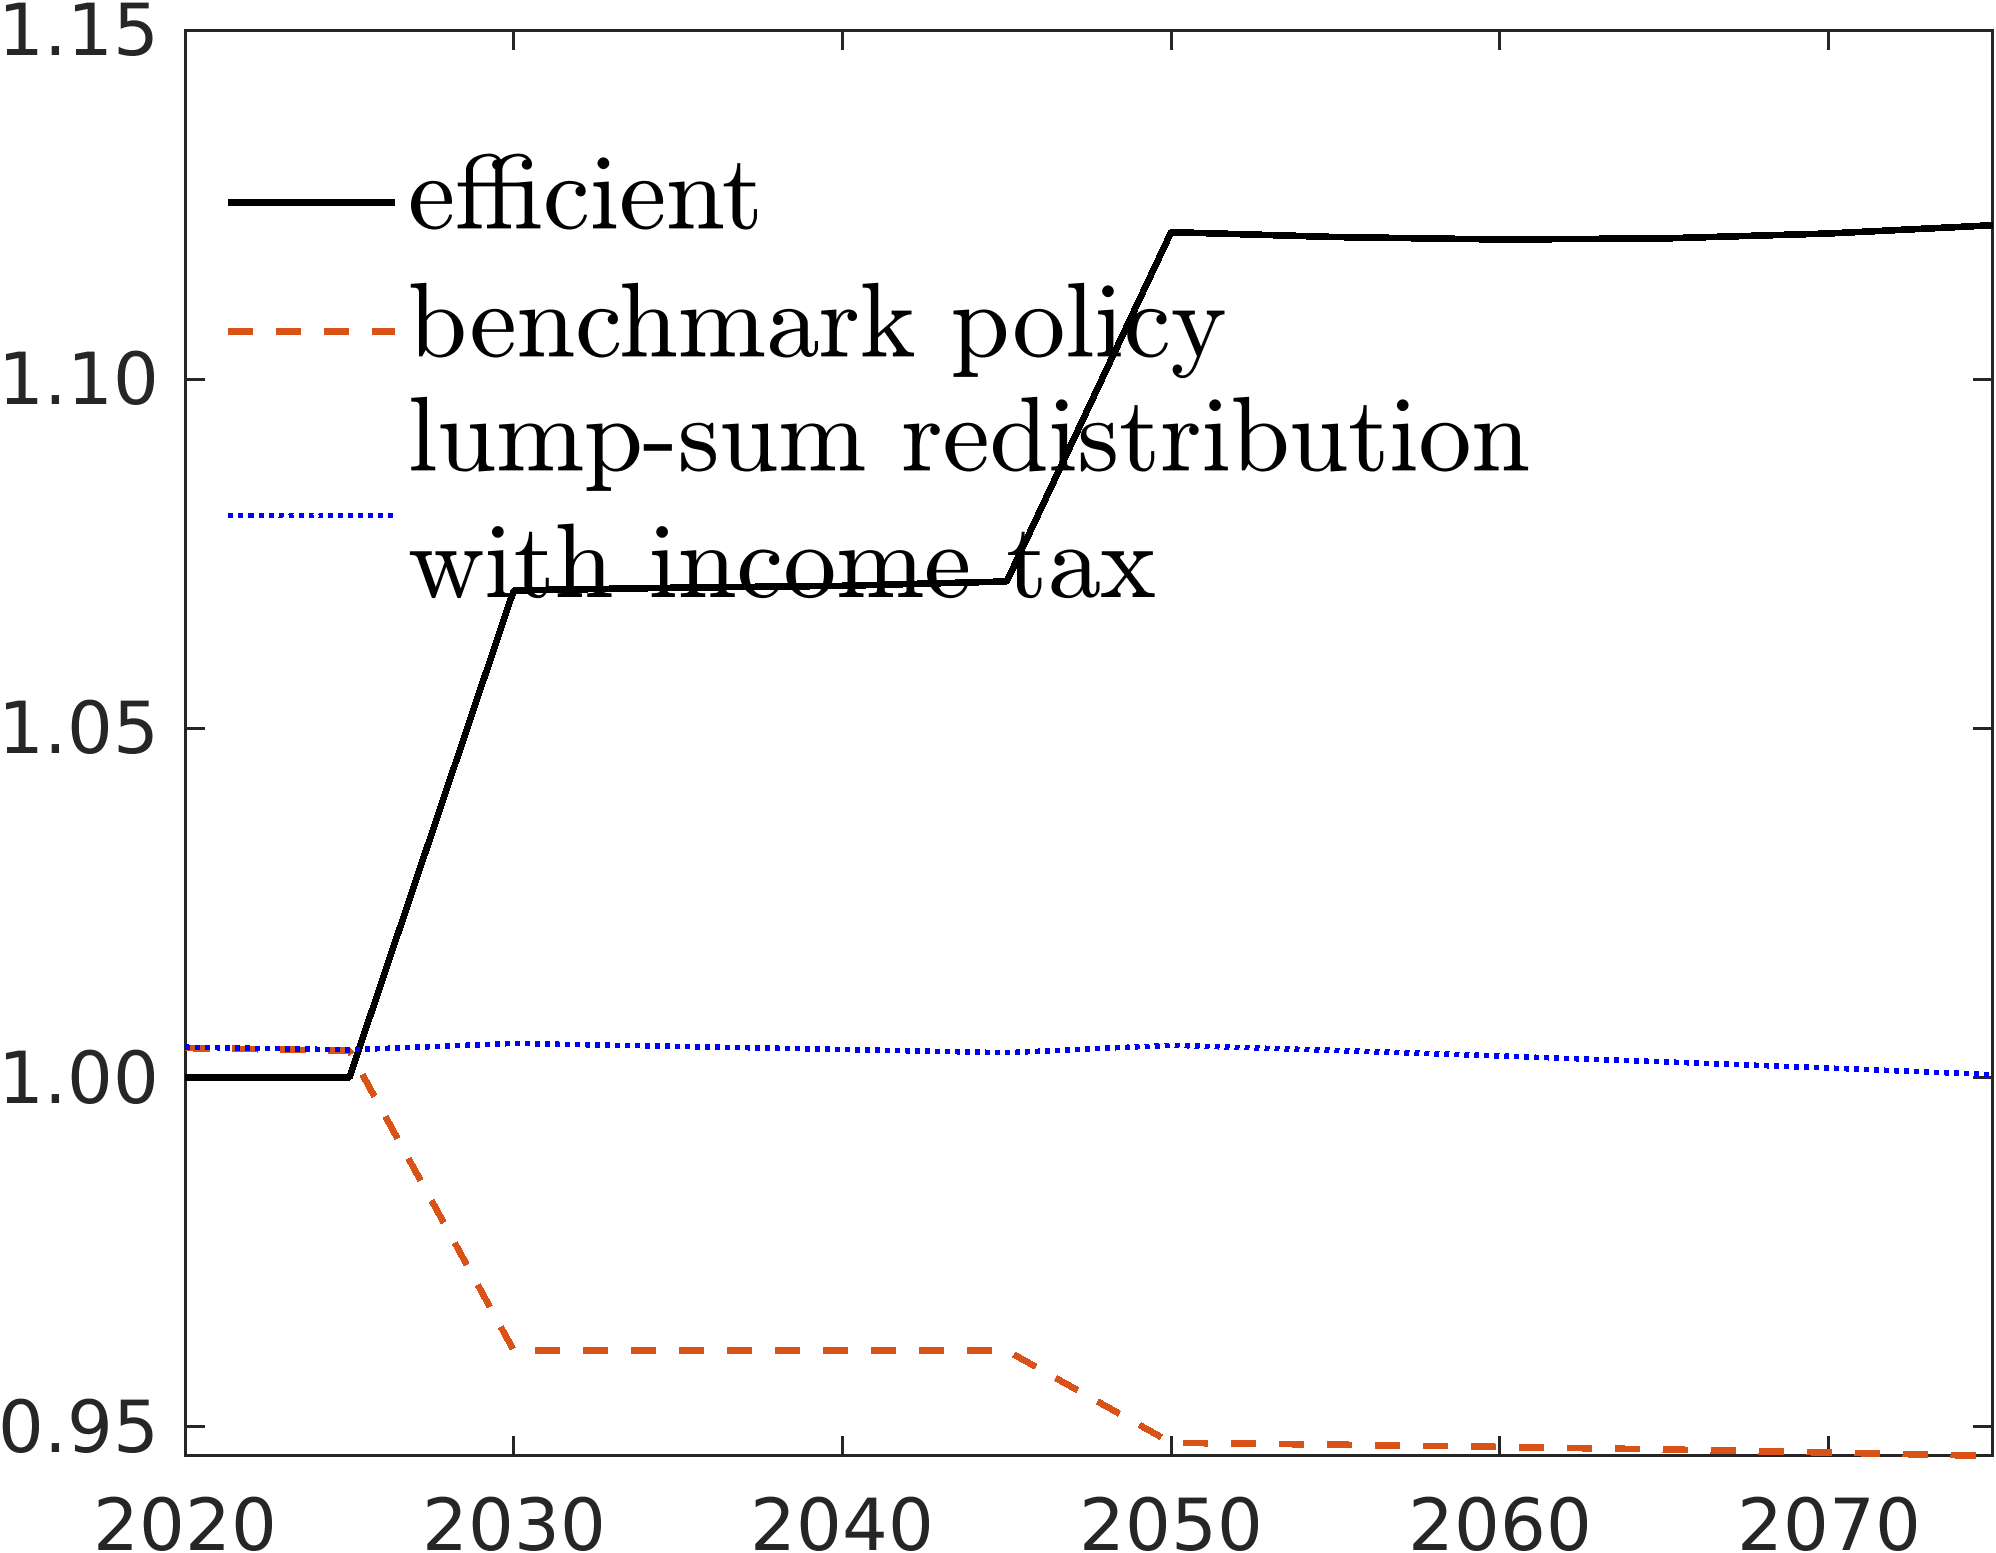 1.15
efficient
benchmark policy
1.10
lump-sum redistribution
with income tax
1.05
1.00
0.95
2020 2030 2040 2050 2060 2070